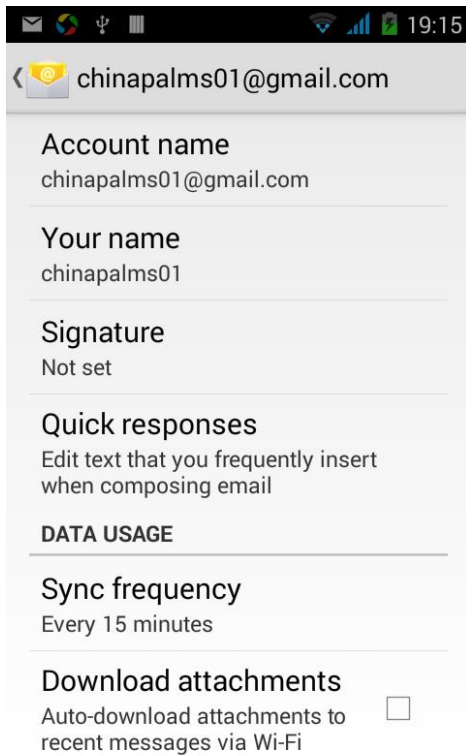 19:15
chinapalms01@gmail.com
Account name
chinapalms01@gmail.com
Your name
chinapalms01
Signature
Not set
Quick responses
Edit text that you frequently insert
when composing email
DATA USAGE
Sync frequency
Every 15 minutes
Download attachments
Auto-download attachments to
recent messages via Wi-Fi